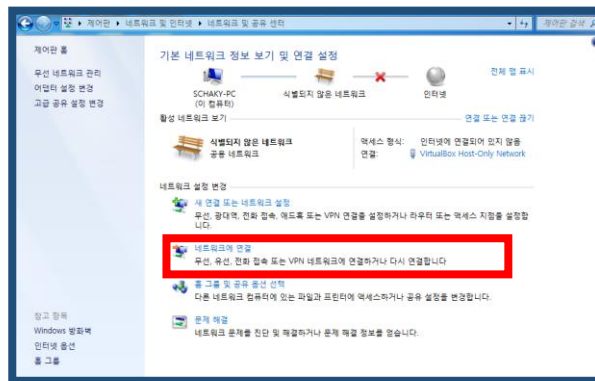 제어판 ▸ 네트워크 및 인터넷 ▸ 네트워크 및 공유 센터
제어판 검색
제어판 홈
무선 네트워크 관리
어댑터 설정 변경
고급 공유 설정 변경
기본 네트워크 정보 보기 및 연결 설정
전체 맵 표시
SCHAKY-PC
(이 컴퓨터)
식별되지 않은 네트워크
인터넷
활성 네트워크 보기
연결 또는 연결 끊기
식별되지 않은 네트워크
공용 네트워크
액세스 형식: 인터넷에 연결되어 있지 않음
연결: VirtualBox Host-Only Network
네트워크 설정 변경
새 연결 또는 네트워크 설정
무선, 광대역, 전화 접속, 애드혹 또는 VPN 연결을 설정하거나 라우터 또는 액세스 지점을 설정합
니다.
네트워크에 연결
무선, 유선, 전화 접속 또는 VPN 네트워크에 연결하거나 다시 연결합니다
홈 그룹 및 공유 옵션 선택
다른 네트워크 컴퓨터에 있는 파일과 프린터에 액세스하거나 공유 설정을 변경합니다.
문제 해결
네트워크 문제를 진단 및 해결하거나 문제 해결 정보를 얻습니다.
참고 항목
Windows 방화벽
인터넷 옵션
홈 그룹